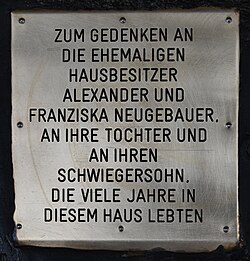 ZUM GEDENKEN AN
DIE EHEMALIGEN
HAUSBESITZER
ALEXANDER UND
FRANZISKA NEUGEBAUER,
AN IHRE TOCHTER UND
AN IHREN
SCHWIEGERSOHN,
DIE VIELE JAHRE IN
DIESEM HAUS LEBTEN